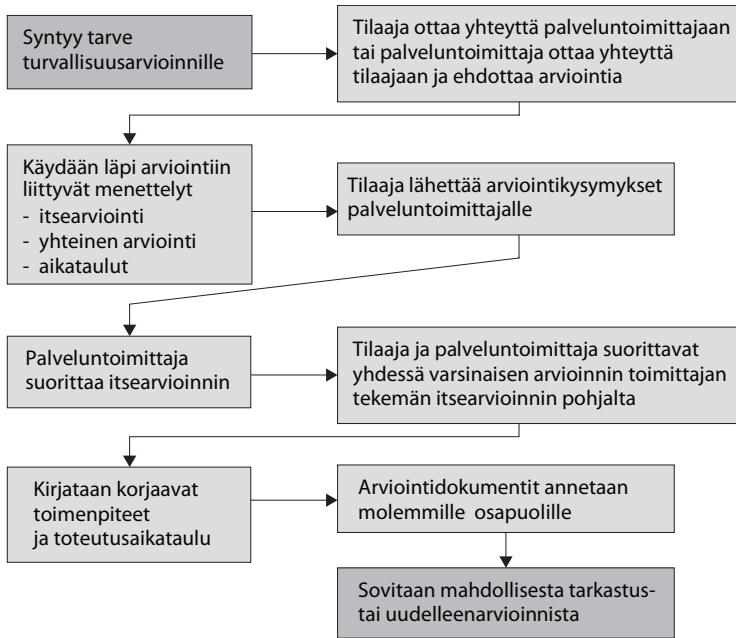 Syntyy tarve
turvallisuusarvioinnille
Tilaaja ottaa yhteyttä palveluntoimittajaan
tai palveluntoimittaja ottaa yhteyttä
tilaajaan ja ehdottaa arviointia
Käydään läpi arviointiin
liittyvät menettelyt
- itsearviointi
- yhteinen arviointi
- aikataulut
Tilaaja lähettää arviointikysymykset
palveluntoimittajalle
Palveluntoimittaja
suorittaa itsearvioinnin
Tilaaja ja palveluntoimittaja suorittavat
yhdessä varsinaisen arvioinnin toimittajan
tekemän itsearvioinnin pohjalta
Kirjataan korjaavat
toimenpiteet
ja toteutusaikataulu
Arviointidokumentit annetaan
molemmille osapuolille
Sovitaan mahdollisesta tarkastus-
tai uudelleenarvioinnista